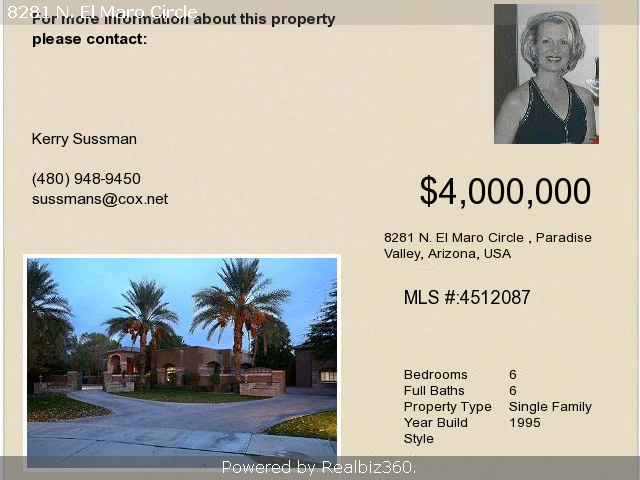 8281 N. El Maro Circle
For more information about this property
please contact:
Kerry Sussman
(480) 948-9450
sussmans@cox.net
$4,000,000
8281 N. El Maro Circle , Paradise
Valley, Arizona, USA
MLS #:4512087
Bedrooms 6
Full Baths 6
Property Type Single Family
Year Build 1995
Style
Powered by Realbiz360.